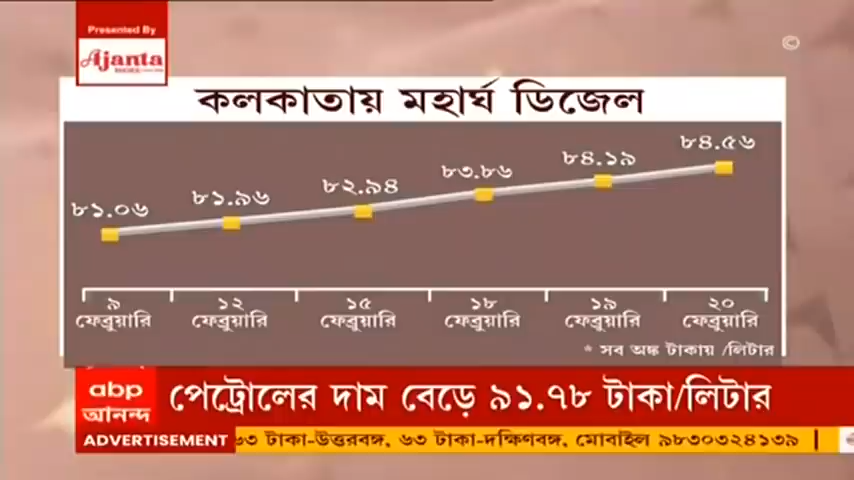 Presented By
Ajanta
©
কলকাতায় মহার্ঘ ডিজেল
৮১.০৬ ৮১.৯৬ ৮২.৯৪ ৮৩.৮৬ ৮৪.১৯ ৮৪.৫৬
৯ ১২ ১৫ ১৮ ১৯ ২০
ফেব্রুয়ারি ফেব্রুয়ারি ফেব্রুয়ারি ফেব্রুয়ারি ফেব্রুয়ারি ফেব্রুয়ারি
* সব অঙ্ক টাকায় /লিটার
abp
আনন্দ
পেট্রোলের দাম বেড়ে ৯১.৭৮ টাকা/লিটার
ADVERTISEMENT ৬৩ টাকা-উত্তরবঙ্গ, ৬৩ টাকা-দক্ষিণবঙ্গ, মোবাইল ৯৮৩০৩২৪১৩৯ |